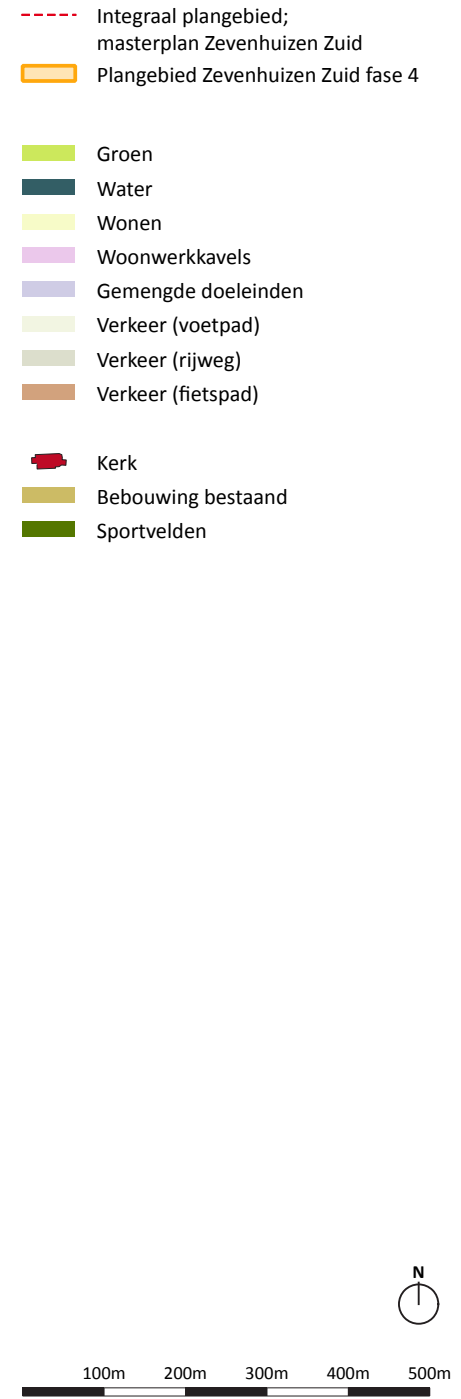 Integraal plangebied;
masterplan Zevenhuizen Zuid
Plangebied Zevenhuizen Zuid fase 4
Groen
Water
Wonen
Woonwerkkavels
Gemengde doeleinden
Verkeer (voetpad)
Verkeer (rijweg)
Verkeer (fietspad)
Kerk
Bebouwing bestaand
Sportvelden
N
100m 200m 300m 400m 500m